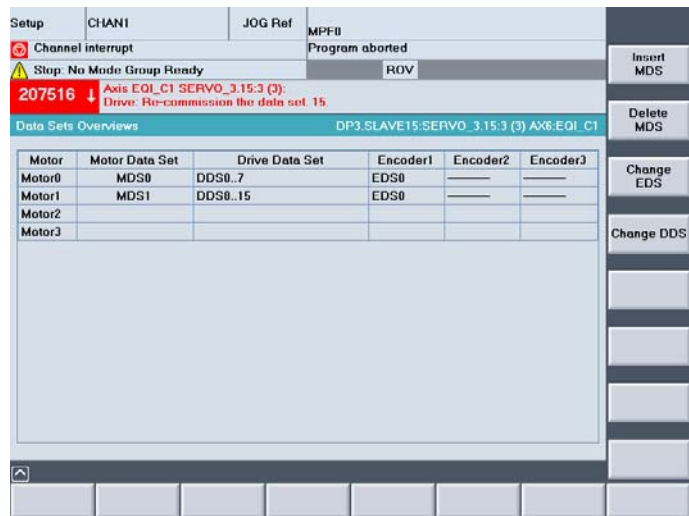 Setup CHAN1 JOG Ref MPF0
Channel interrupt Program aborted
Stop: No Mode Group Ready ROV
207516 ↓ Axis EQI_C1 SERVO_3.15:3 (3):
Drive: Re-commission the data set 15.
Data Sets Overviews DP3.SLAVE15:SERVO_3.15:3 (3) AX6:EQI_C1
Motor Motor Data Set Drive Data Set Encoder1 Encoder2 Encoder3
Motor0 MDS0 DDS0..7 EDS0 ——— ———
Motor1 MDS1 DDS8..15 EDS0 ——— ———
Motor2
Motor3
Insert
MDS
Delete
MDS
Change
EDS
Change DDS